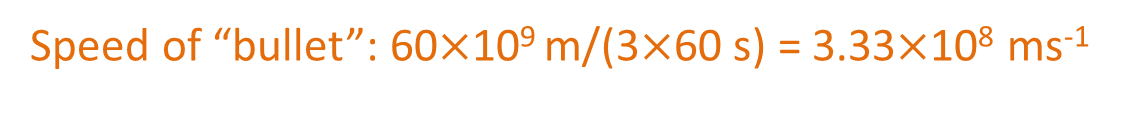 Speed of “bullet”: 60×10⁹ m/(3×60 s) = 3.33×10⁸ ms⁻¹